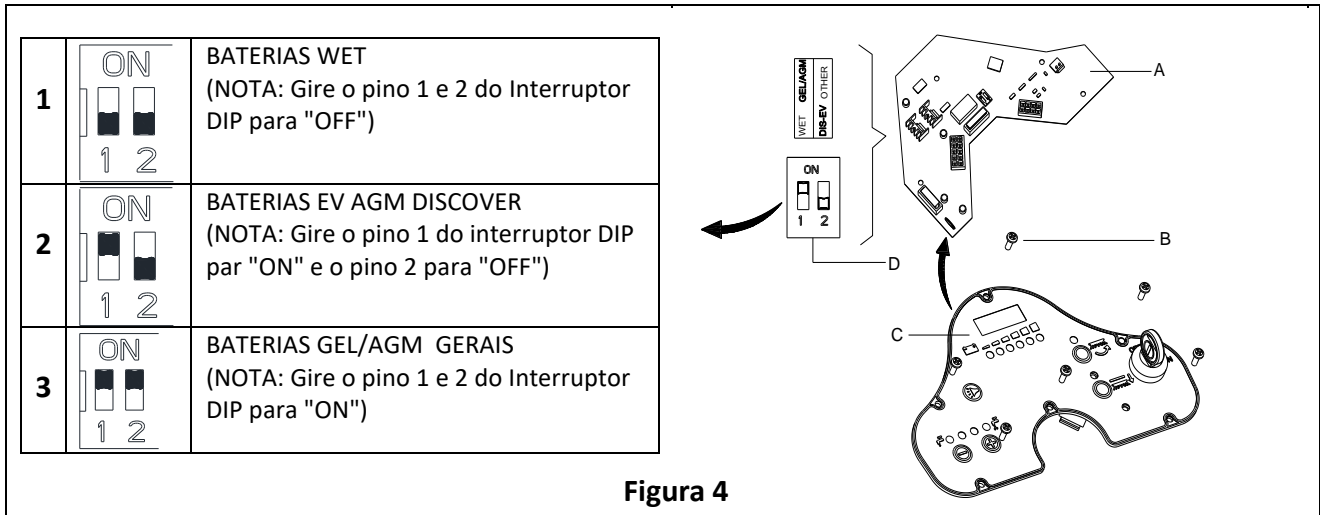 1
ON
1 2
BATERIAS WET
(NOTA: Gire o pino 1 e 2 do Interruptor
DIP para "OFF")
2
ON
1 2
BATERIAS EV AGM DISCOVER
(NOTA: Gire o pino 1 do interruptor DIP
par "ON" e o pino 2 para "OFF")
3
ON
1 2
BATERIAS GEL/AGM GERAIS
(NOTA: Gire o pino 1 e 2 do Interruptor
DIP para "ON")
WET GEL/AGM
DIS-EV OTHER
ON
1 2
A
B
C
D
Figura 4